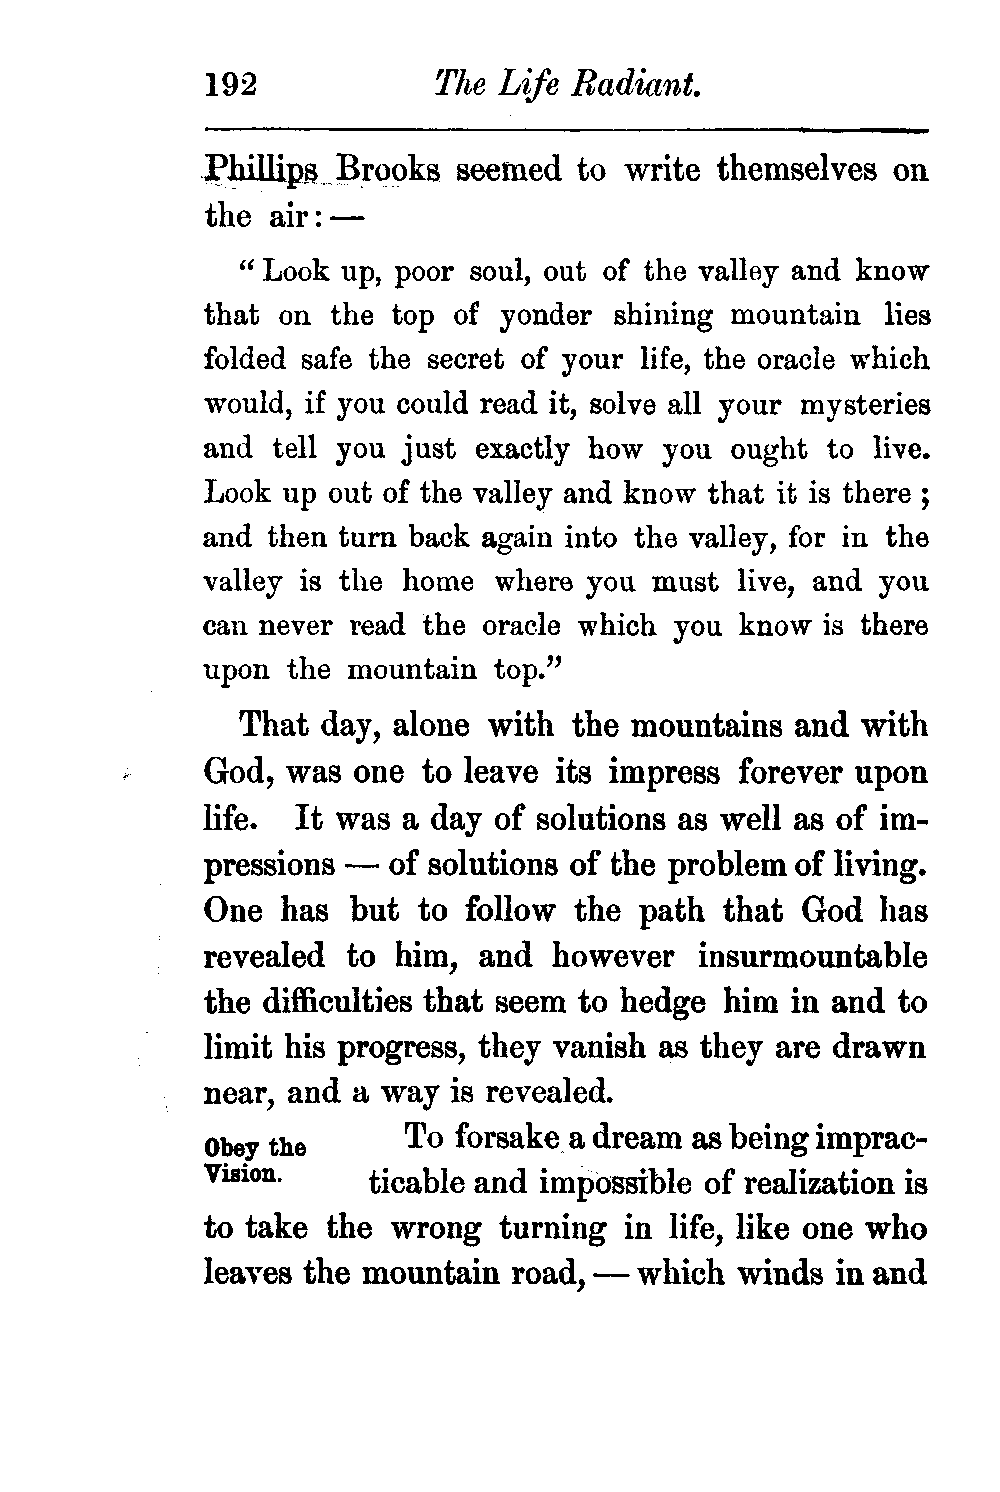 192 The Life Radiant.
Phillips Brooks seemed to write themselves on
the air: —
“ Look up, poor soul, out of the valley and know
that on the top of yonder shining mountain lies
folded safe the secret of your life, the oracle which
would, if you could read it, solve all your mysteries
and tell you just exactly how you ought to live.
Look up out of the valley and know that it is there ;
and then turn back again into the valley, for in the
valley is the home where you must live, and you
can never read the oracle which you know is there
upon the mountain top.”
That day, alone with the mountains and with
God, was one to leave its impress forever upon
life. It was a day of solutions as well as of im-
pressions — of solutions of the problem of living.
One has but to follow the path that God has
revealed to him, and however insurmountable
the difficulties that seem to hedge him in and to
limit his progress, they vanish as they are drawn
near, and a way is revealed.
Obey the
Vision.
To forsake a dream as being imprac-
ticable and impossible of realization is
to take the wrong turning in life, like one who
leaves the mountain road, — which winds in and